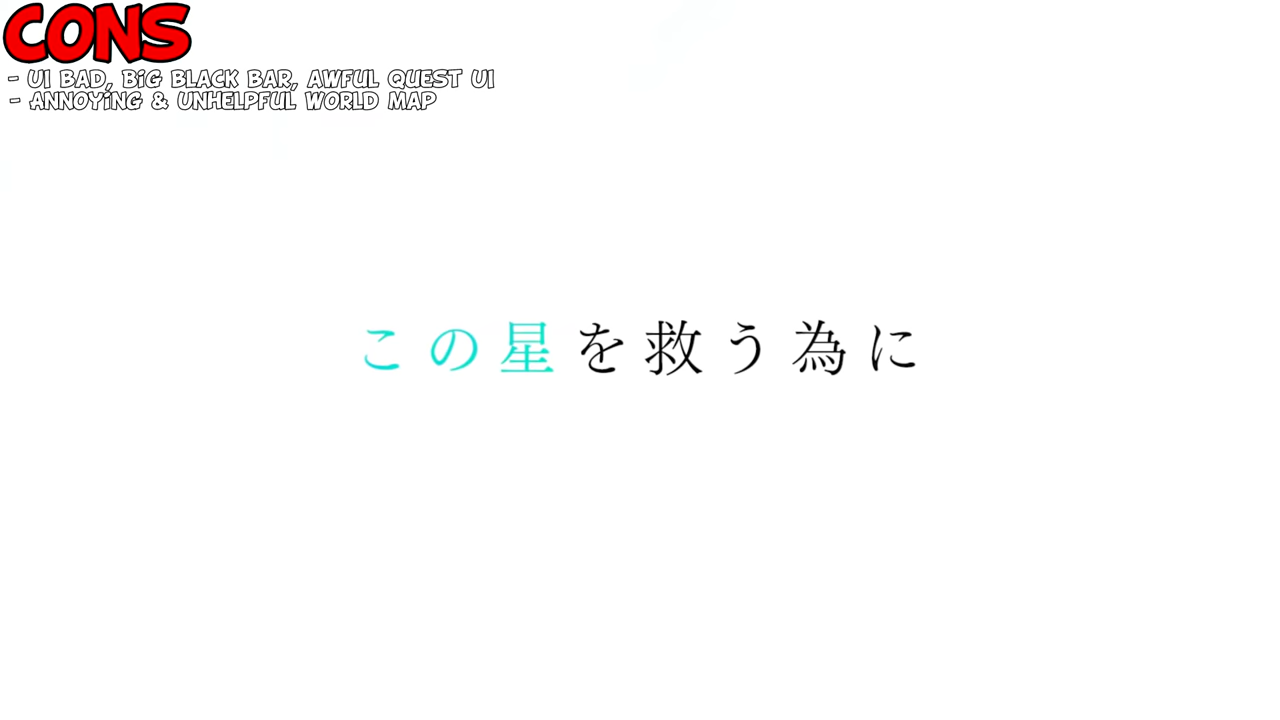 CONS
- UI BAD, BIG BLACK BAR, AWFUL QUEST UI
- ANNOYING & UNHELPFUL WORLD MAP
この星を救う為に